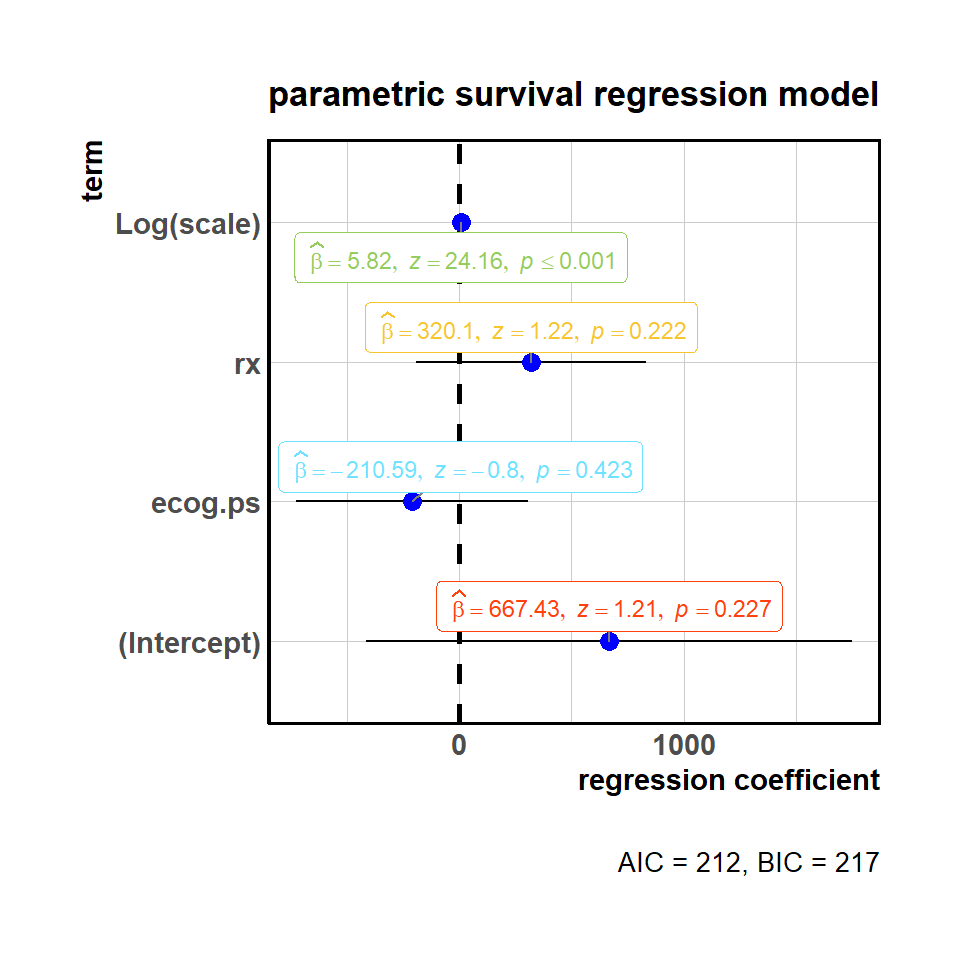 parametric survival regression model
term
Log(scale)
β̂ = 5.82, z = 24.16, p ≤ 0.001
β̂ = 320.1, z = 1.22, p = 0.222
rx
β̂ = −210.59, z = −0.8, p = 0.423
ecog.ps
β̂ = 667.43, z = 1.21, p = 0.227
(Intercept)
0 1000
regression coefficient
AIC = 212, BIC = 217